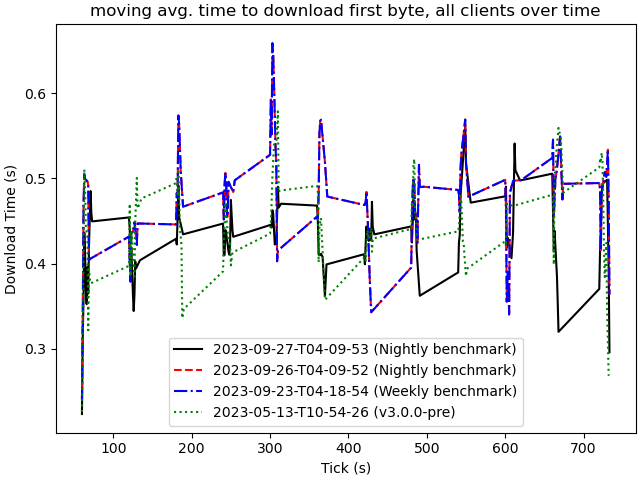 moving avg. time to download first byte, all clients over time
Download Time (s)
0.6
0.5
0.4
0.3
2023-09-27-T04-09-53 (Nightly benchmark)
2023-09-26-T04-09-52 (Nightly benchmark)
2023-09-23-T04-18-54 (Weekly benchmark)
2023-05-13-T10-54-26 (v3.0.0-pre)
100 200 300 400 500 600 700
Tick (s)